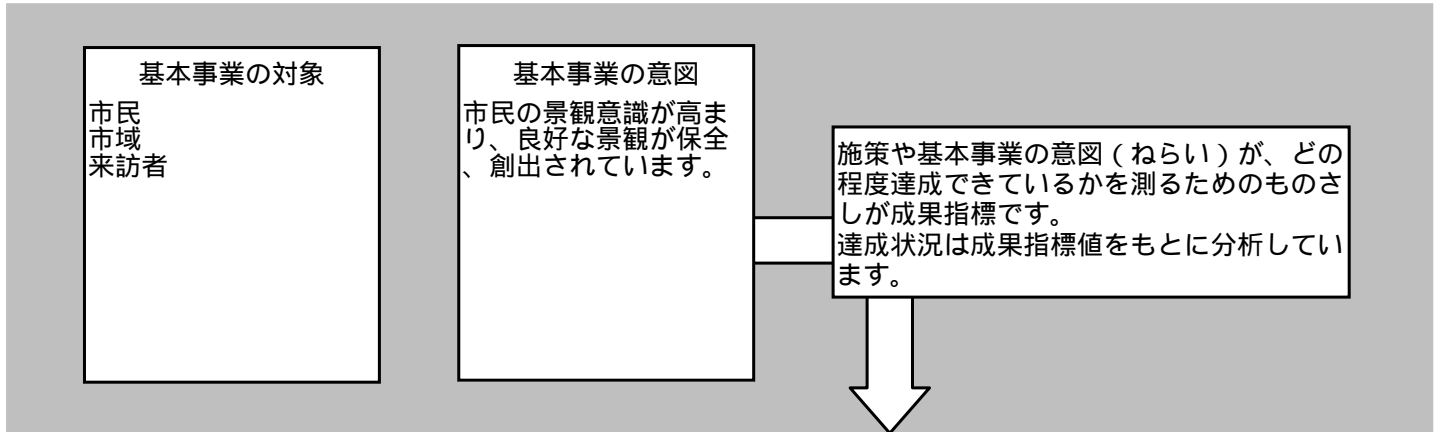 基本事業の対象
市民
市域
来訪者
基本事業の意図
市民の景観意識が高ま
り、良好な景観が保全
、創出されています。
施策や基本事業の意図(ねらい)が、どの
程度達成できているかを測るためのものさ
しが成果指標です。
達成状況は成果指標値をもとに分析してい
ます。